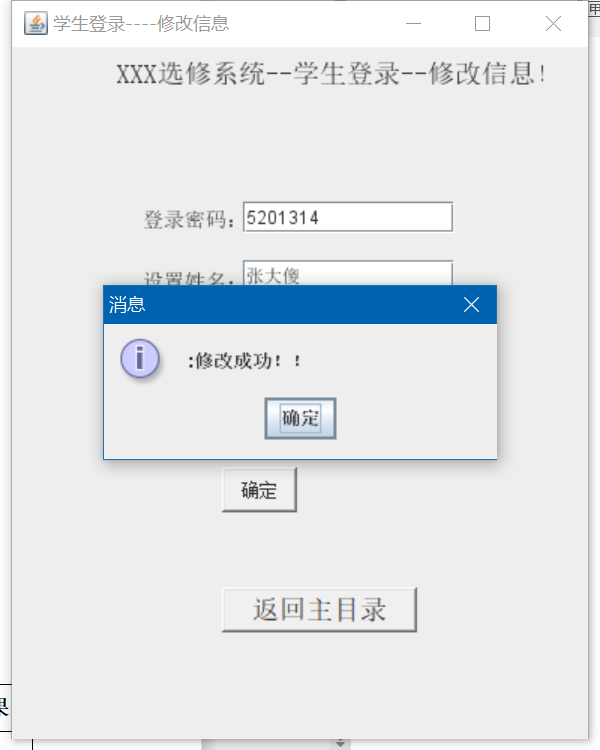 学生登录----修改信息
XXX选修系统--学生登录--修改信息!
登录密码: 5201314
设置姓名: 张大傻
消息
:修改成功!!
确定
确定
返回主目录
果